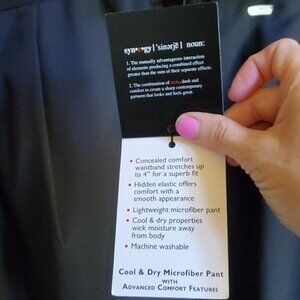 syn•r•gy | 'sinərjē | noun:
1. The mutually advantageous interaction
of elements producing a combined effect
greater than the sum of their separate effects.
2. The combination of style, dash and
comfort to create a sharp contemporary
garment that looks and feels great.
• Concealed comfort
waistband stretches up
to 4" for a superb fit
• Hidden elastic offers
comfort with a
smooth appearance
• Lightweight microfiber pant
• Cool & dry properties
wick moisture away
from body
• Machine washable
Cool & Dry Microfiber Pant
WITH
ADVANCED COMFORT FEATURES